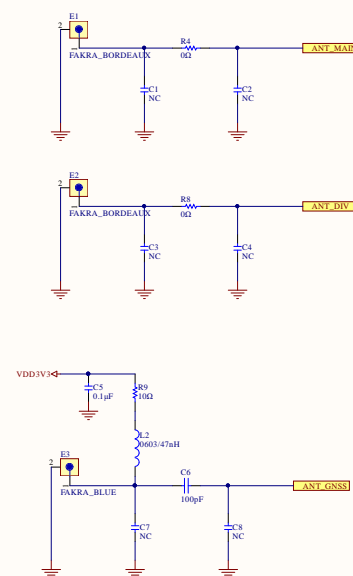 E1
2
FAKRA_BORDEAUX
R4
0Ω
ANT_MAIN
C1
NC
C2
NC
E2
2
FAKRA_BORDEAUX
R8
0Ω
ANT_DIV
C3
NC
C4
NC
VDD3V3
C5
0.1µF
R9
10Ω
L2
0603/47nH
E3
2
FAKRA_BLUE
C6
100pF
ANT_GNSS
C7
NC
C8
NC